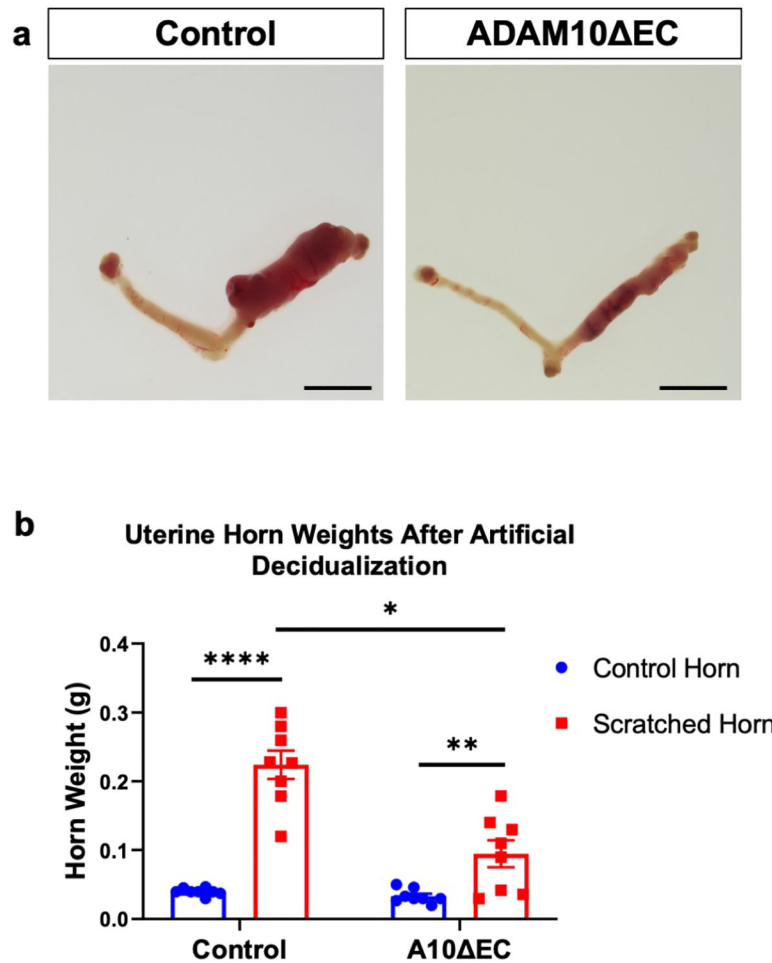 a
Control
ADAM10ΔEC
b
Uterine Horn Weights After Artificial
Decidualization
*
****
**
Horn Weight (g)
0.4
0.3
0.2
0.1
0.0
Control
A10ΔEC
Control Horn
Scratched Horn